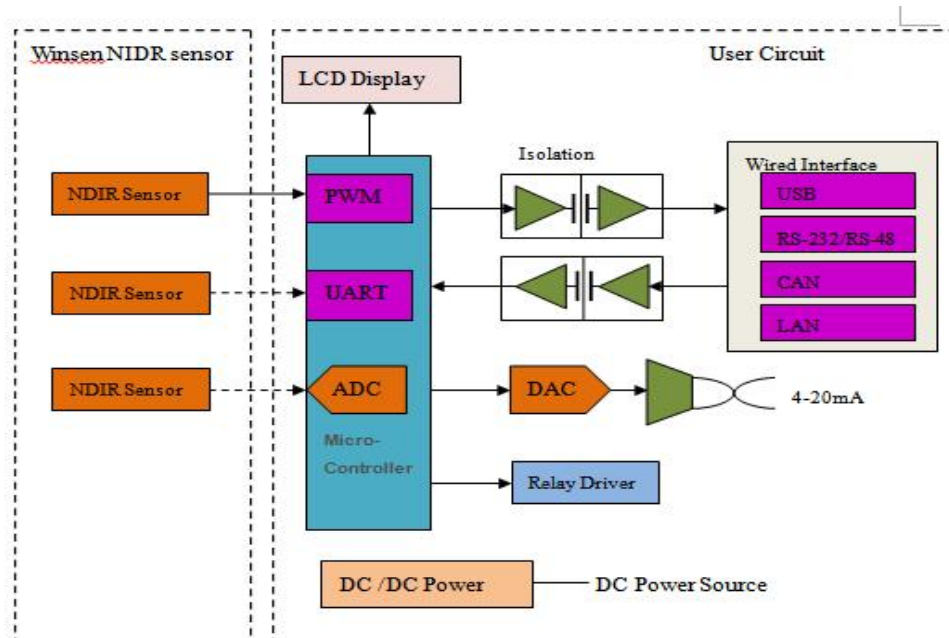 Winsen NIDR sensor
User Circuit
LCD Display
Isolation
Wired Interface
NDIR Sensor
PWM
USB
RS-232/RS-48
NDIR Sensor
UART
CAN
LAN
NDIR Sensor
ADC
DAC
4-20mA
Micro-
Controller
Relay Driver
DC /DC Power
DC Power Source